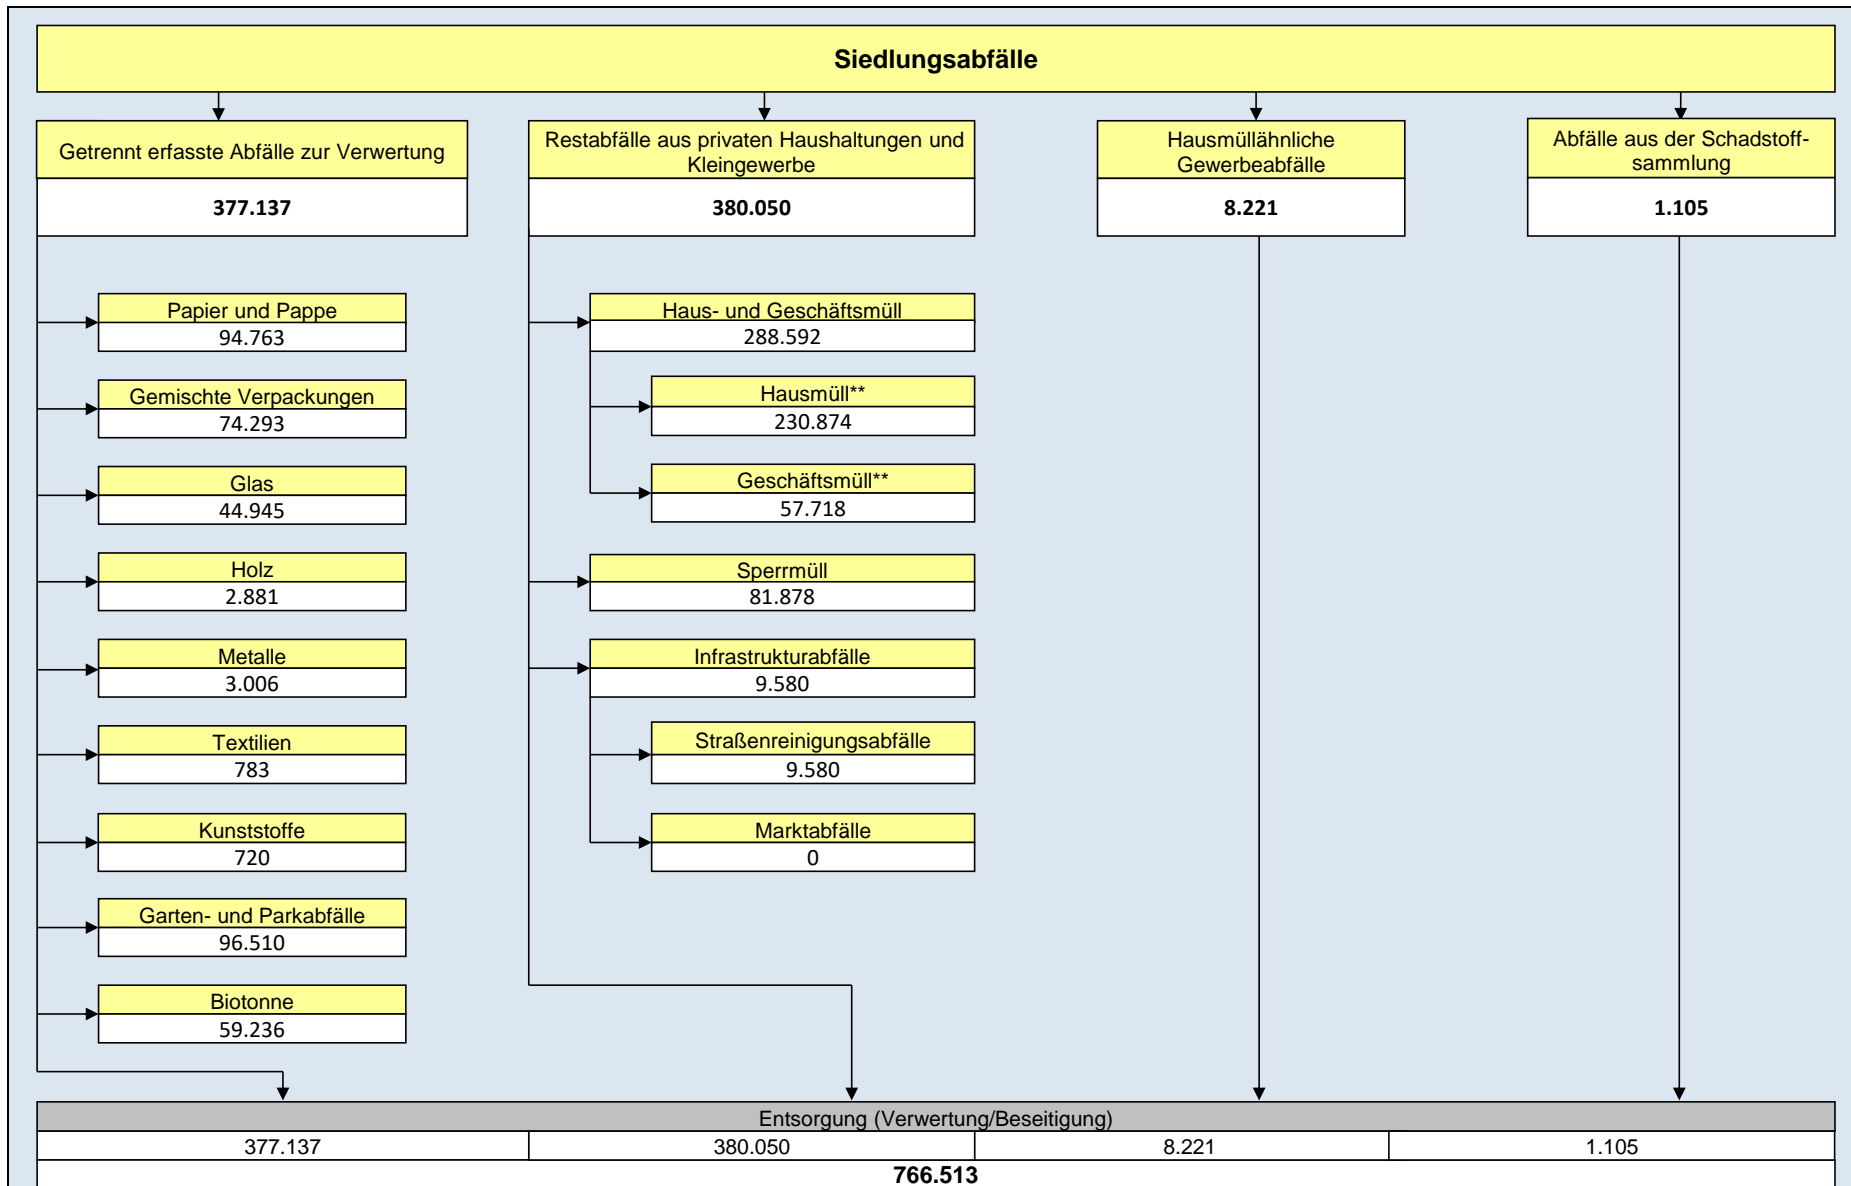 Siedlungsabfälle
Getrennt erfasste Abfälle zur Verwertung
377.137
Papier und Pappe
94.763
Gemischte Verpackungen
74.293
Glas
44.945
Holz
2.881
Metalle
3.006
Textilien
783
Kunststoffe
720
Garten- und Parkabfälle
96.510
Biotonne
59.236
Restabfälle aus privaten Haushaltungen und
Kleingewerbe
380.050
Haus- und Geschäftsmüll
288.592
Hausmüll**
230.874
Geschäftsmüll**
57.718
Sperrmüll
81.878
Infrastrukturabfälle
9.580
Straßenreinigungsabfälle
9.580
Marktabfälle
0
Hausmüllähnliche
Gewerbeabfälle
8.221
Abfälle aus der Schadstoff-
sammlung
1.105
Entsorgung (Verwertung/Beseitigung)
377.137 380.050 8.221 1.105
766.513